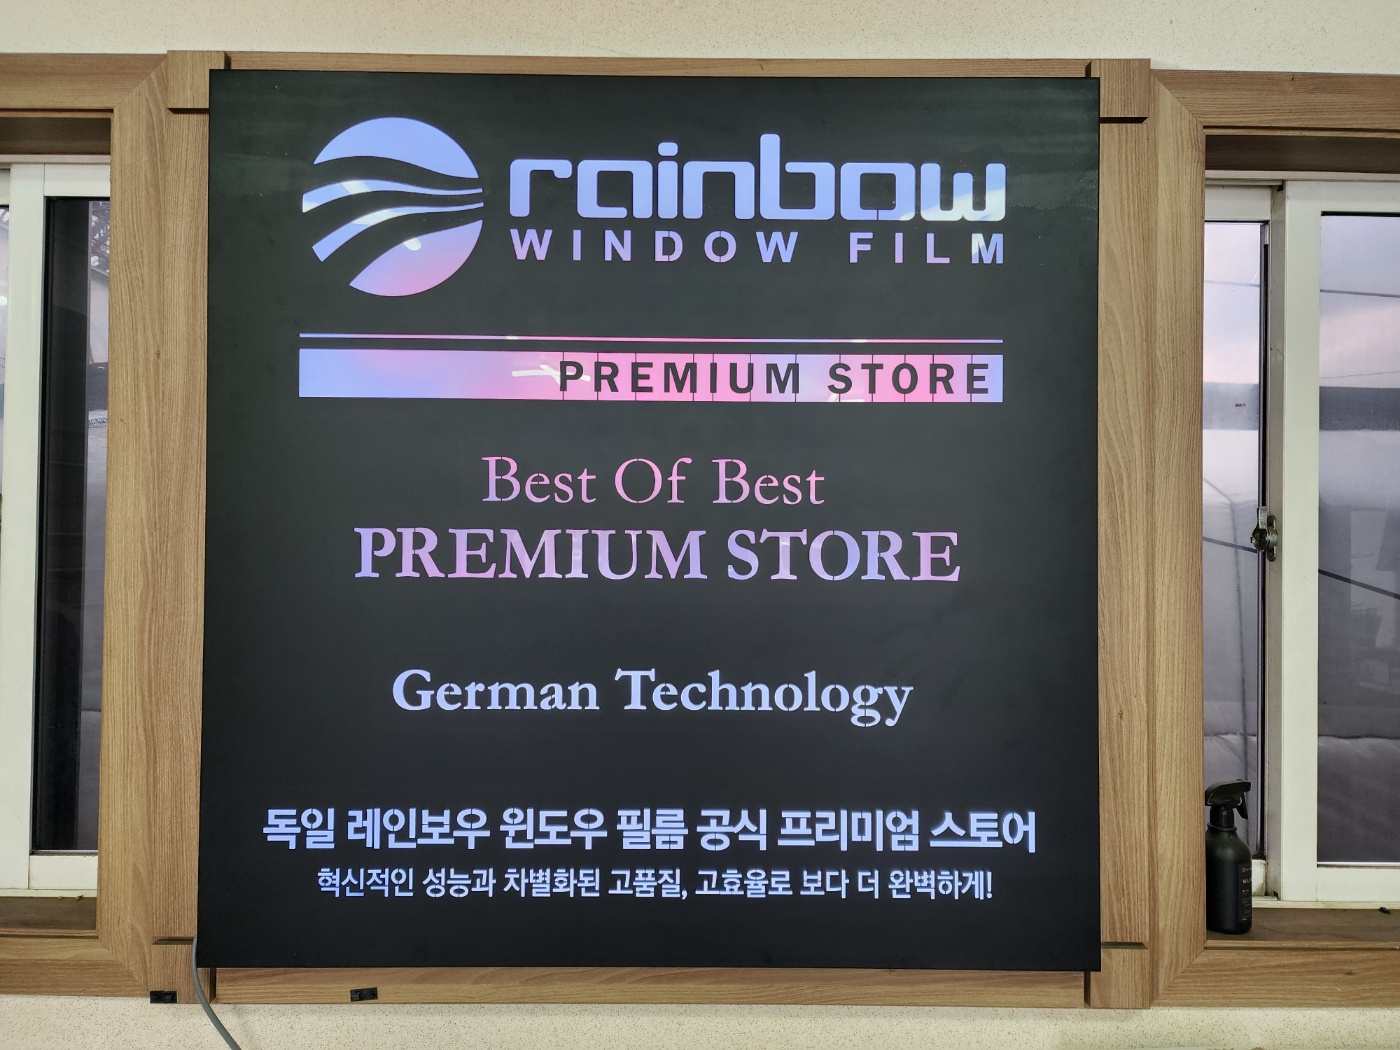 rainbow
WINDOW FILM
PREMIUM STORE
Best Of Best
PREMIUM STORE
German Technology
독일 레인보우 윈도우 필름 공식 프리미엄 스토어
혁신적인 성능과 차별화된 고품질, 고효율로 보다 더 완벽하게!